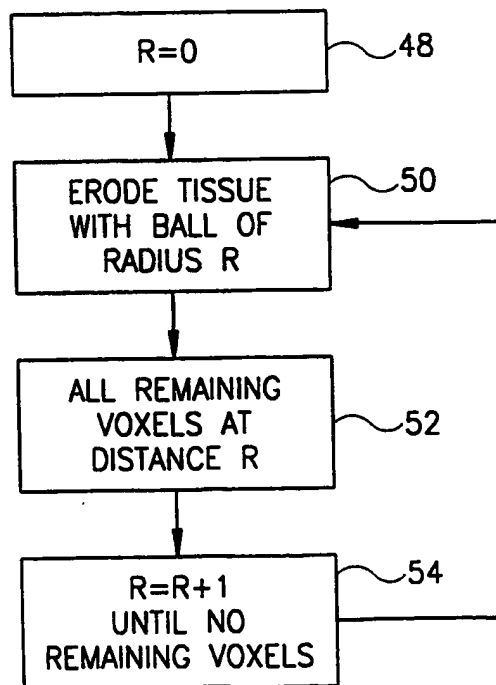 R=0
48
ERODE TISSUE
WITH BALL OF
RADIUS R
50
ALL REMAINING
VOXELS AT
DISTANCE R
52
R=R+1
UNTIL NO
REMAINING VOXELS
54